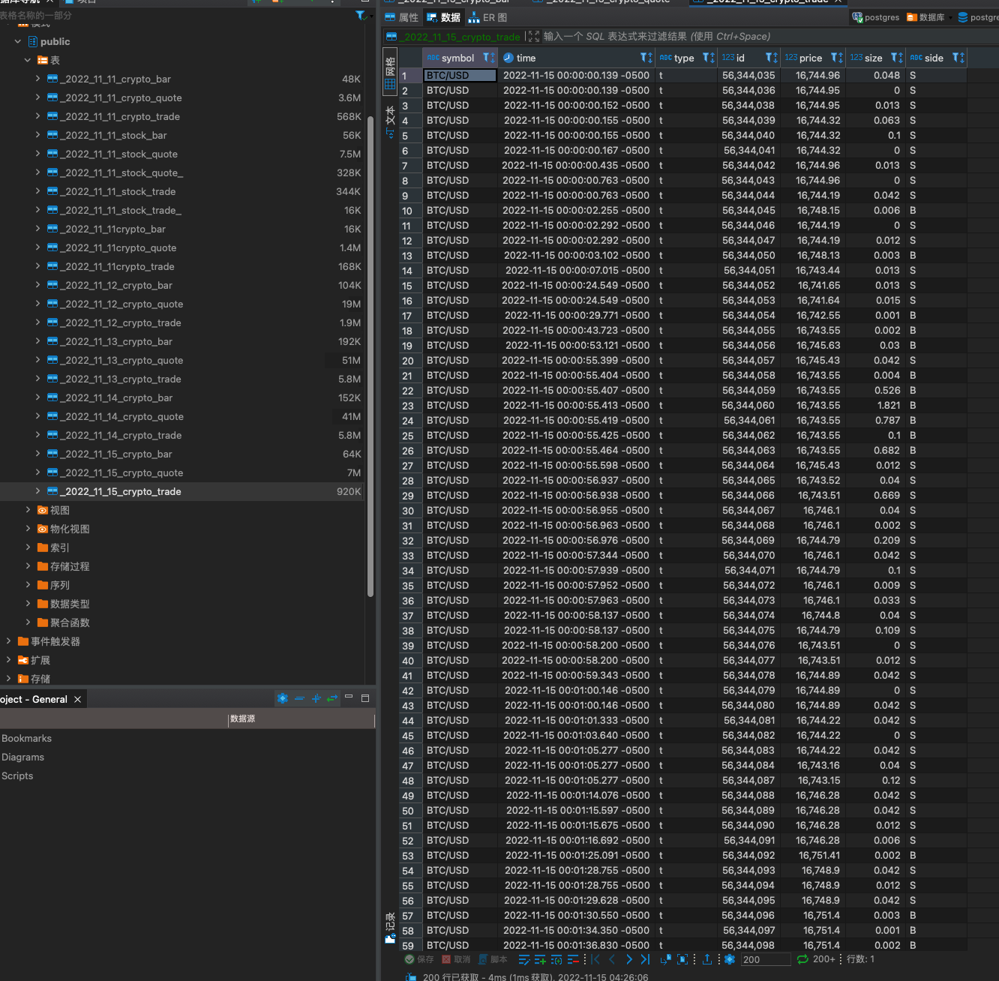 项目
表格名称的一部分
模式
public
表
_2022_11_11_crypto_bar 48K
_2022_11_11_crypto_quote 3.6M
_2022_11_11_crypto_trade 568K
_2022_11_11_stock_bar 56K
_2022_11_11_stock_quote 7.5M
_2022_11_11_stock_quote_ 328K
_2022_11_11_stock_trade 344K
_2022_11_11_stock_trade_ 16K
_2022_11_11crypto_bar 16K
_2022_11_11crypto_quote 1.4M
_2022_11_11crypto_trade 168K
_2022_11_12_crypto_bar 104K
_2022_11_12_crypto_quote 19M
_2022_11_12_crypto_trade 1.9M
_2022_11_13_crypto_bar 192K
_2022_11_13_crypto_quote 51M
_2022_11_13_crypto_trade 5.8M
_2022_11_14_crypto_bar 152K
_2022_11_14_crypto_quote 41M
_2022_11_14_crypto_trade 5.8M
_2022_11_15_crypto_bar 64K
_2022_11_15_crypto_quote 7M
_2022_11_15_crypto_trade 920K
视图
物化视图
索引
存储过程
序列
数据类型
聚合函数
事件触发器
扩展
存储
oject - General
数据源
Bookmarks
Diagrams
Scripts
属性 数据 ER 图 postgres 数据库 postgre
_2022_11_15_crypto_trade 输入一个 SQL 表达式来过滤结果 (使用 Ctrl+Space)
网格
文本
记录
ABC symbol time ABC type 123 id 123 price 123 size ABC side
1 BTC/USD 2022-11-15 00:00:00.139 -0500 t 56,344,035 16,744.96 0.048 S
2 BTC/USD 2022-11-15 00:00:00.139 -0500 t 56,344,036 16,744.95 0 S
3 BTC/USD 2022-11-15 00:00:00.152 -0500 t 56,344,038 16,744.95 0.013 S
4 BTC/USD 2022-11-15 00:00:00.155 -0500 t 56,344,039 16,744.32 0.063 S
5 BTC/USD 2022-11-15 00:00:00.155 -0500 t 56,344,040 16,744.32 0.1 S
6 BTC/USD 2022-11-15 00:00:00.167 -0500 t 56,344,041 16,744.32 0 S
7 BTC/USD 2022-11-15 00:00:00.435 -0500 t 56,344,042 16,744.96 0.013 S
8 BTC/USD 2022-11-15 00:00:00.763 -0500 t 56,344,043 16,744.96 0 S
9 BTC/USD 2022-11-15 00:00:00.763 -0500 t 56,344,044 16,744.19 0.042 S
10 BTC/USD 2022-11-15 00:00:02.255 -0500 t 56,344,045 16,748.15 0.006 B
11 BTC/USD 2022-11-15 00:00:02.292 -0500 t 56,344,046 16,744.19 0 S
12 BTC/USD 2022-11-15 00:00:02.292 -0500 t 56,344,047 16,744.19 0.012 S
13 BTC/USD 2022-11-15 00:00:03.102 -0500 t 56,344,050 16,748.13 0.003 B
14 BTC/USD 2022-11-15 00:00:07.015 -0500 t 56,344,051 16,743.44 0.013 S
15 BTC/USD 2022-11-15 00:00:24.549 -0500 t 56,344,052 16,741.65 0.013 S
16 BTC/USD 2022-11-15 00:00:24.549 -0500 t 56,344,053 16,741.64 0.015 S
17 BTC/USD 2022-11-15 00:00:29.771 -0500 t 56,344,054 16,742.55 0.001 B
18 BTC/USD 2022-11-15 00:00:43.723 -0500 t 56,344,055 16,743.55 0.002 B
19 BTC/USD 2022-11-15 00:00:53.121 -0500 t 56,344,056 16,745.63 0.03 B
20 BTC/USD 2022-11-15 00:00:55.399 -0500 t 56,344,057 16,745.43 0.042 S
21 BTC/USD 2022-11-15 00:00:55.404 -0500 t 56,344,058 16,743.55 0.004 B
22 BTC/USD 2022-11-15 00:00:55.407 -0500 t 56,344,059 16,743.55 0.526 B
23 BTC/USD 2022-11-15 00:00:55.413 -0500 t 56,344,060 16,743.55 1.821 B
24 BTC/USD 2022-11-15 00:00:55.419 -0500 t 56,344,061 16,743.55 0.787 B
25 BTC/USD 2022-11-15 00:00:55.425 -0500 t 56,344,062 16,743.55 0.1 B
26 BTC/USD 2022-11-15 00:00:55.464 -0500 t 56,344,063 16,743.55 0.682 B
27 BTC/USD 2022-11-15 00:00:55.598 -0500 t 56,344,064 16,745.43 0.012 S
28 BTC/USD 2022-11-15 00:00:56.937 -0500 t 56,344,065 16,743.52 0.04 S
29 BTC/USD 2022-11-15 00:00:56.938 -0500 t 56,344,066 16,743.51 0.669 S
30 BTC/USD 2022-11-15 00:00:56.955 -0500 t 56,344,067 16,746.1 0.04 S
31 BTC/USD 2022-11-15 00:00:56.963 -0500 t 56,344,068 16,746.1 0.002 S
32 BTC/USD 2022-11-15 00:00:56.976 -0500 t 56,344,069 16,744.79 0.209 S
33 BTC/USD 2022-11-15 00:00:57.344 -0500 t 56,344,070 16,746.1 0.042 S
34 BTC/USD 2022-11-15 00:00:57.939 -0500 t 56,344,071 16,744.79 0.1 S
35 BTC/USD 2022-11-15 00:00:57.952 -0500 t 56,344,072 16,746.1 0.009 S
36 BTC/USD 2022-11-15 00:00:57.963 -0500 t 56,344,073 16,746.1 0.033 S
37 BTC/USD 2022-11-15 00:00:58.137 -0500 t 56,344,074 16,744.8 0.04 S
38 BTC/USD 2022-11-15 00:00:58.137 -0500 t 56,344,075 16,744.79 0.109 S
39 BTC/USD 2022-11-15 00:00:58.200 -0500 t 56,344,076 16,743.51 0 S
40 BTC/USD 2022-11-15 00:00:58.200 -0500 t 56,344,077 16,743.51 0.012 S
41 BTC/USD 2022-11-15 00:00:59.343 -0500 t 56,344,078 16,744.89 0.042 S
42 BTC/USD 2022-11-15 00:01:00.146 -0500 t 56,344,079 16,744.89 0 S
43 BTC/USD 2022-11-15 00:01:00.146 -0500 t 56,344,080 16,744.89 0.042 S
44 BTC/USD 2022-11-15 00:01:01.333 -0500 t 56,344,081 16,744.22 0.042 S
45 BTC/USD 2022-11-15 00:01:03.640 -0500 t 56,344,082 16,744.22 0 S
46 BTC/USD 2022-11-15 00:01:05.277 -0500 t 56,344,083 16,744.22 0.042 S
47 BTC/USD 2022-11-15 00:01:05.277 -0500 t 56,344,084 16,743.16 0.04 S
48 BTC/USD 2022-11-15 00:01:05.277 -0500 t 56,344,087 16,743.15 0.12 S
49 BTC/USD 2022-11-15 00:01:14.076 -0500 t 56,344,088 16,746.28 0.042 S
50 BTC/USD 2022-11-15 00:01:15.597 -0500 t 56,344,089 16,746.28 0.042 S
51 BTC/USD 2022-11-15 00:01:15.675 -0500 t 56,344,090 16,746.28 0.012 S
52 BTC/USD 2022-11-15 00:01:16.692 -0500 t 56,344,091 16,746.28 0.006 S
53 BTC/USD 2022-11-15 00:01:25.091 -0500 t 56,344,092 16,751.41 0.002 B
54 BTC/USD 2022-11-15 00:01:28.755 -0500 t 56,344,093 16,748.9 0.042 S
55 BTC/USD 2022-11-15 00:01:28.755 -0500 t 56,344,094 16,748.9 0.012 S
56 BTC/USD 2022-11-15 00:01:29.628 -0500 t 56,344,095 16,748.9 0.042 S
57 BTC/USD 2022-11-15 00:01:30.550 -0500 t 56,344,096 16,751.4 0.003 B
58 BTC/USD 2022-11-15 00:01:34.350 -0500 t 56,344,097 16,751.4 0.001 B
59 BTC/USD 2022-11-15 00:01:36.830 -0500 t 56,344,098 16,751.4 0.002 B
保存 取消 脚本 200 200+ 行数: 1
200 行已获取 - 4ms (1ms 获取), 2022-11-15 04:26:06